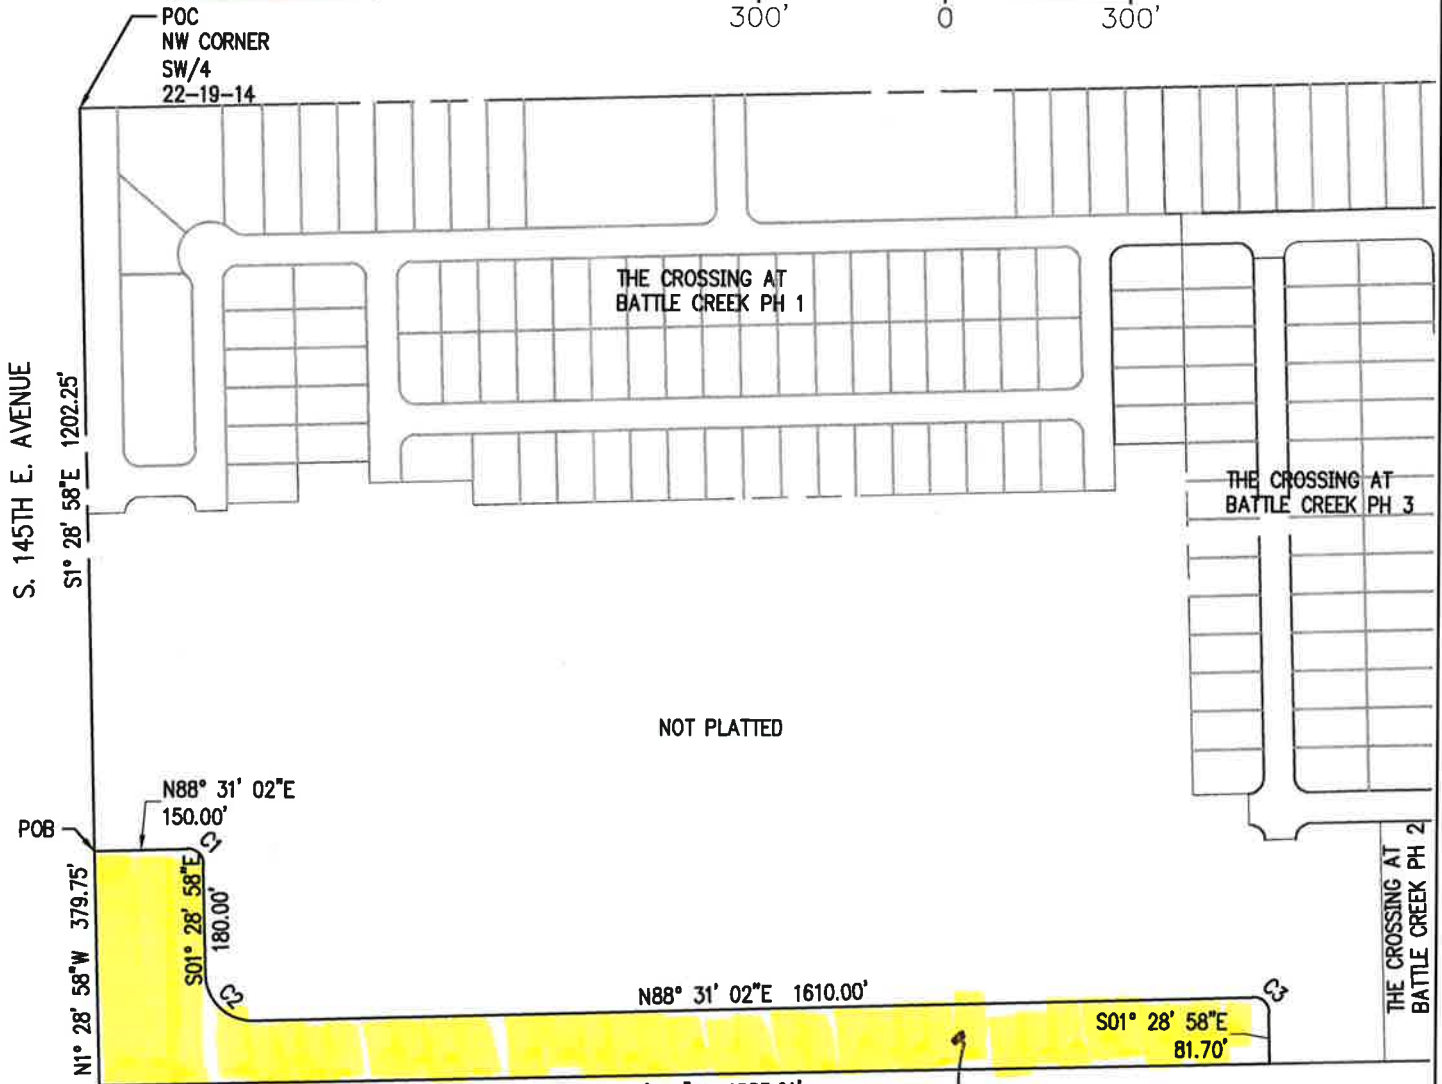 300'
0
300'
POC
NW CORNER
SW/4
22-19-14
THE CROSSING AT
BATTLE CREEK PH 1
S. 145TH E. AVENUE
S1° 28' 58"E 1202.25'
THE CROSSING AT
BATTLE CREEK PH 3
NOT PLATTED
N88° 31' 02"E
150.00'
POB
C1
S01° 28' 58"E
180.00'
N1° 28' 58"W 379.75'
C2
N88° 31' 02"E 1610.00'
C3
S01° 28' 58"E
81.70'
THE CROSSING AT
BATTLE CREEK PH 2